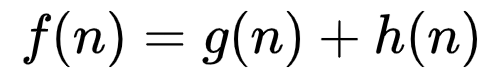 f(n) = g(n) + h(n)